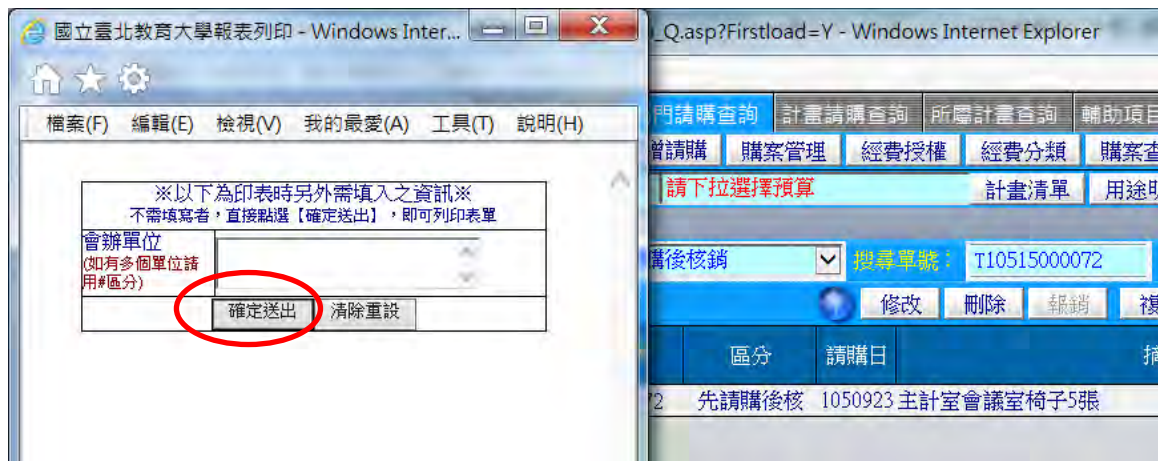 國立臺北教育大學報表列印 - Windows Inter...
檔案(F) 編輯(E) 檢視(V) 我的最愛(A) 工具(T) 說明(H)
※以下為印表時另外需填入之資訊※
不需填寫者，直接點選【確定送出】，即可列印表單
會辦單位
(如有多個單位請
用#區分)
確定送出 清除重設
_Q.asp?Firstload=Y - Windows Internet Explorer
門請購查詢 計畫請購查詢 所屬計畫查詢 輔助項目
增請購 購案管理 經費授權 經費分類 購案查
請下拉選擇預算 計畫清單 用途明
購後核銷 搜尋單號： T10515000072
修改 刪除 報銷 複
區分 請購日 摘
72 先請購後核 1050923 主計室會議室椅子5張